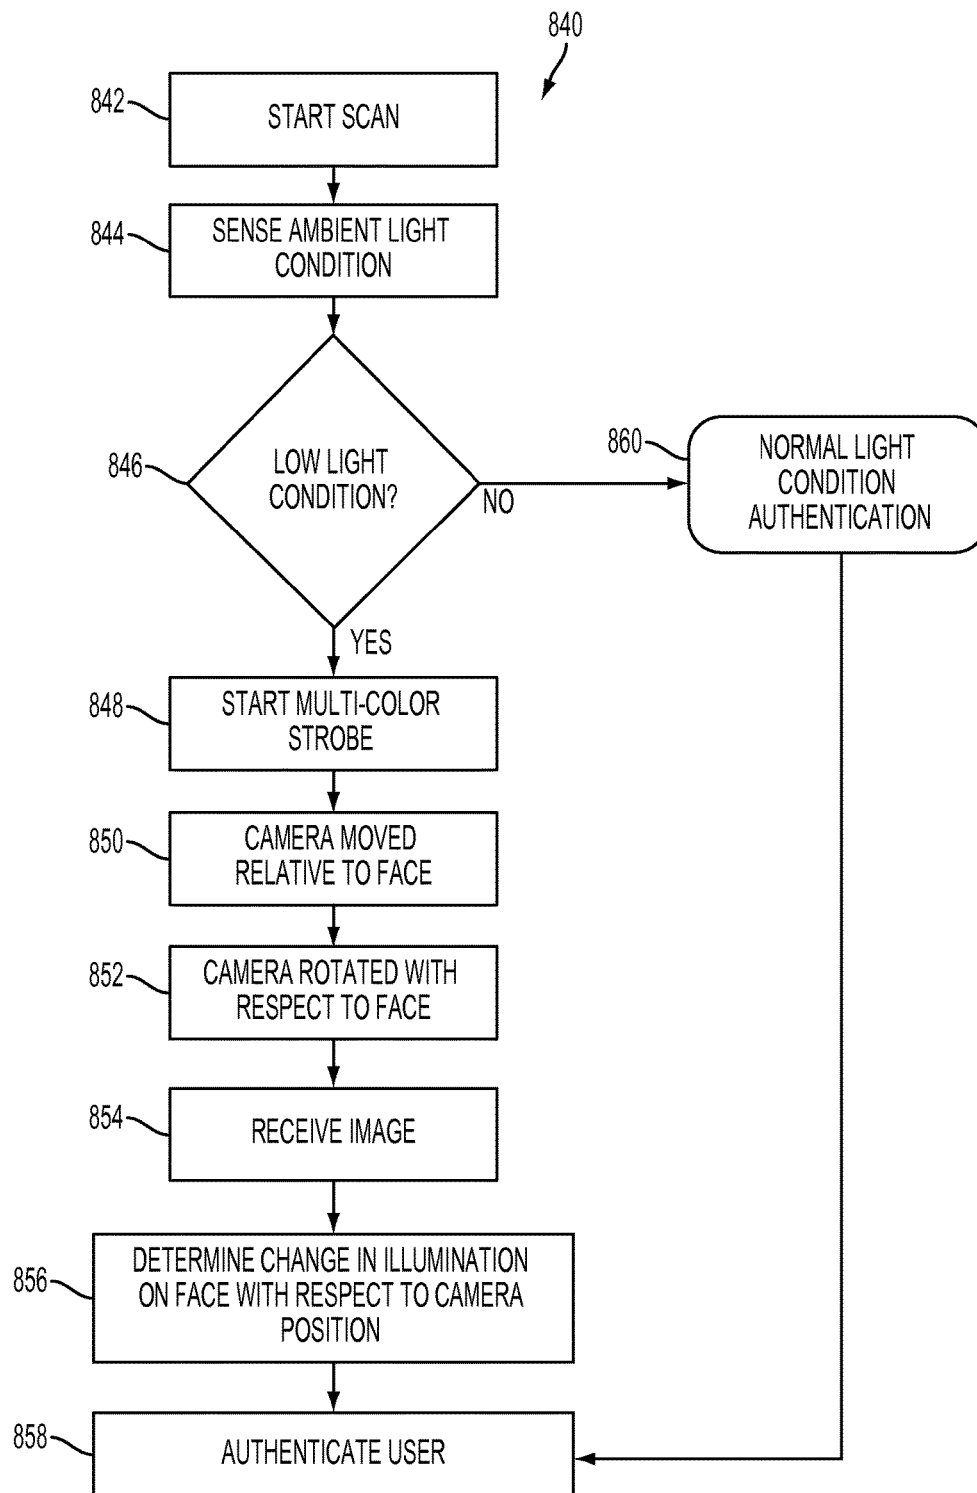 840
842
START SCAN
844
SENSE AMBIENT LIGHT
CONDITION
846
LOW LIGHT
CONDITION?
NO
860
NORMAL LIGHT
CONDITION
AUTHENTICATION
YES
848
START MULTI-COLOR
STROBE
850
CAMERA MOVED
RELATIVE TO FACE
852
CAMERA ROTATED WITH
RESPECT TO FACE
854
RECEIVE IMAGE
856
DETERMINE CHANGE IN ILLUMINATION
ON FACE WITH RESPECT TO CAMERA
POSITION
858
AUTHENTICATE USER